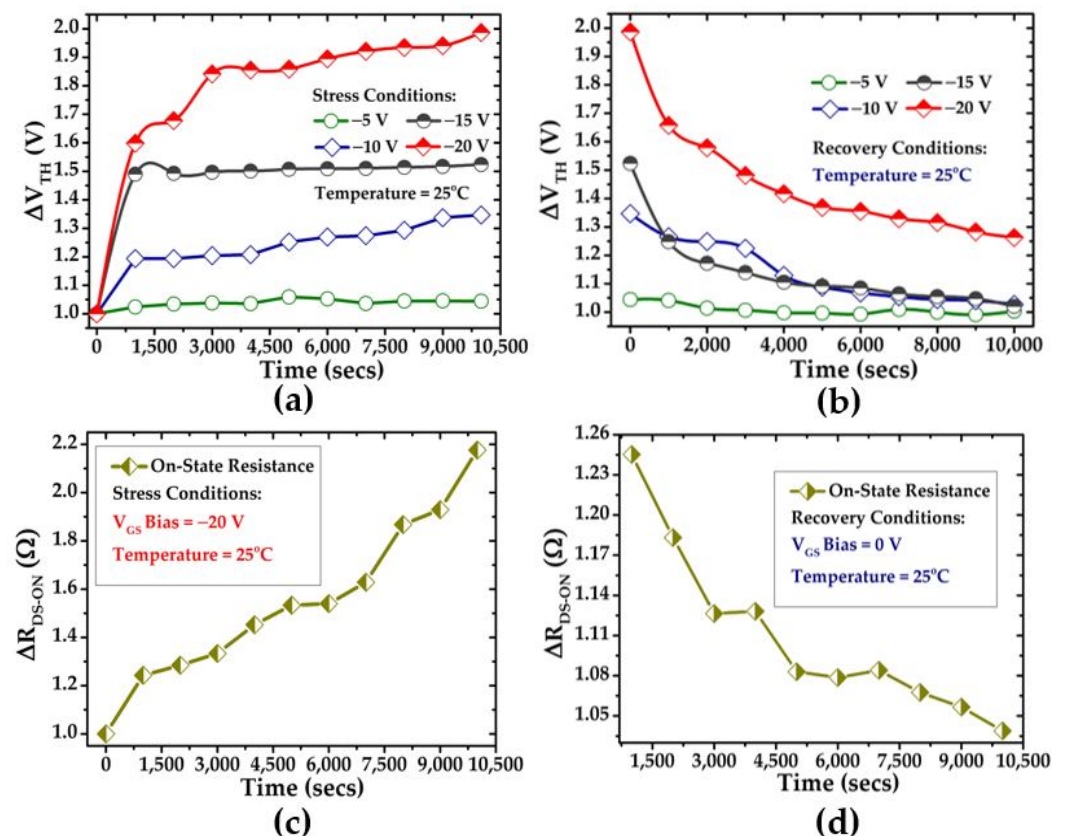 2.0
1.9
1.8
1.7
1.6
1.5
1.4
1.3
1.2
1.1
1.0
ΔV_TH (V)
Stress Conditions:
−5 V −15 V
−10 V −20 V
Temperature = 25°C
0 1,500 3,000 4,500 6,000 7,500 9,000 10,500
Time (secs)
(a)
2.0
1.9
1.8
1.7
1.6
1.5
1.4
1.3
1.2
1.1
1.0
ΔV_TH (V)
−5 V −15 V
−10 V −20 V
Recovery Conditions:
Temperature = 25°C
0 2,000 4,000 6,000 8,000 10,000
Time (secs)
(b)
2.2
2.0
1.8
1.6
1.4
1.2
1.0
ΔR_DS-ON (Ω)
On-State Resistance
Stress Conditions:
V_GS Bias = −20 V
Temperature = 25°C
0 1,500 3,000 4,500 6,000 7,500 9,000 10,500
Time (secs)
(c)
1.26
1.23
1.20
1.17
1.14
1.11
1.08
1.05
ΔR_DS-ON (Ω)
On-State Resistance
Recovery Conditions:
V_GS Bias = 0 V
Temperature = 25°C
1,500 3,000 4,500 6,000 7,500 9,000 10,500
Time (secs)
(d)